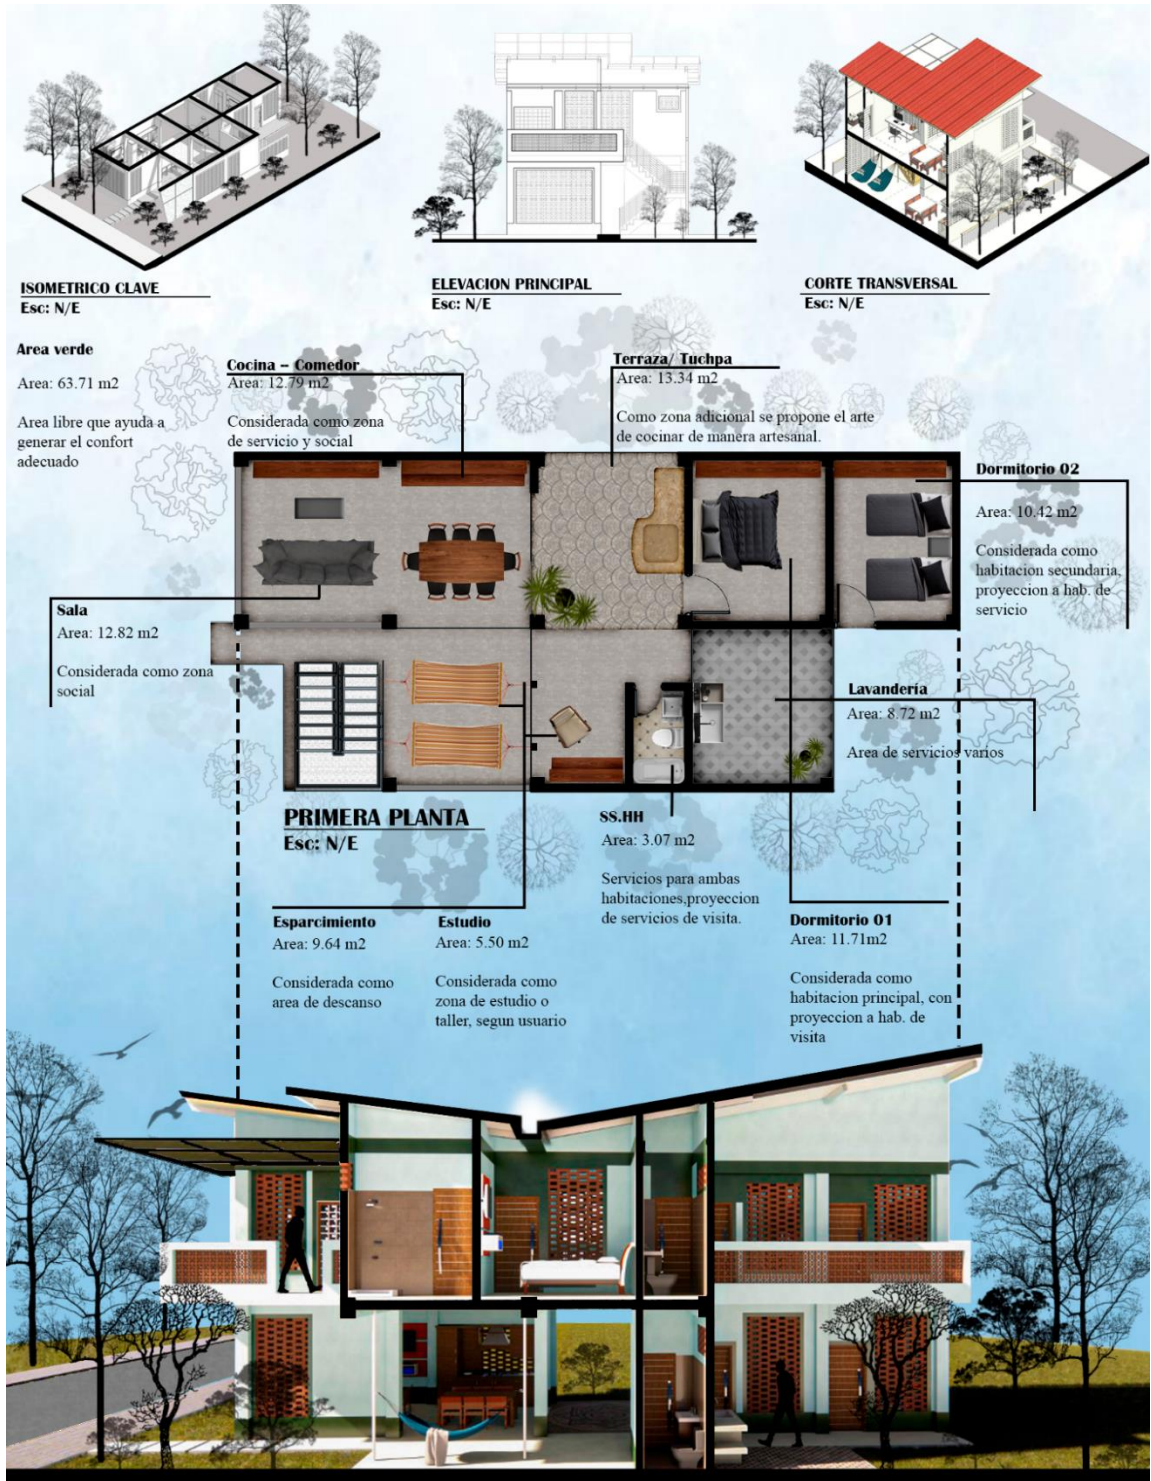 ISOMETRICO CLAVE
Esc: N/E
ELEVACION PRINCIPAL
Esc: N/E
CORTE TRANSVERSAL
Esc: N/E
Area verde
Area: 63.71 m2
Area libre que ayuda a
generar el confort
adecuado
Cocina – Comedor
Area: 12.79 m2
Considerada como zona
de servicio y social
Terraza/ Tuchpa
Area: 13.34 m2
Como zona adicional se propone el arte
de cocinar de manera artesanal.
Dormitorio 02
Area: 10.42 m2
Considerada como
habitacion secundaria,
proyeccion a hab. de
servicio
Sala
Area: 12.82 m2
Considerada como zona
social
Lavandería
Area: 8.72 m2
Area de servicios varios
PRIMERA PLANTA
Esc: N/E
SS.HH
Area: 3.07 m2
Servicios para ambas
habitaciones,proyeccion
de servicios de visita.
Esparcimiento
Area: 9.64 m2
Considerada como
area de descanso
Estudio
Area: 5.50 m2
Considerada como
zona de estudio o
taller, segun usuario
Dormitorio 01
Area: 11.71m2
Considerada como
habitacion principal, con
proyeccion a hab. de
visita